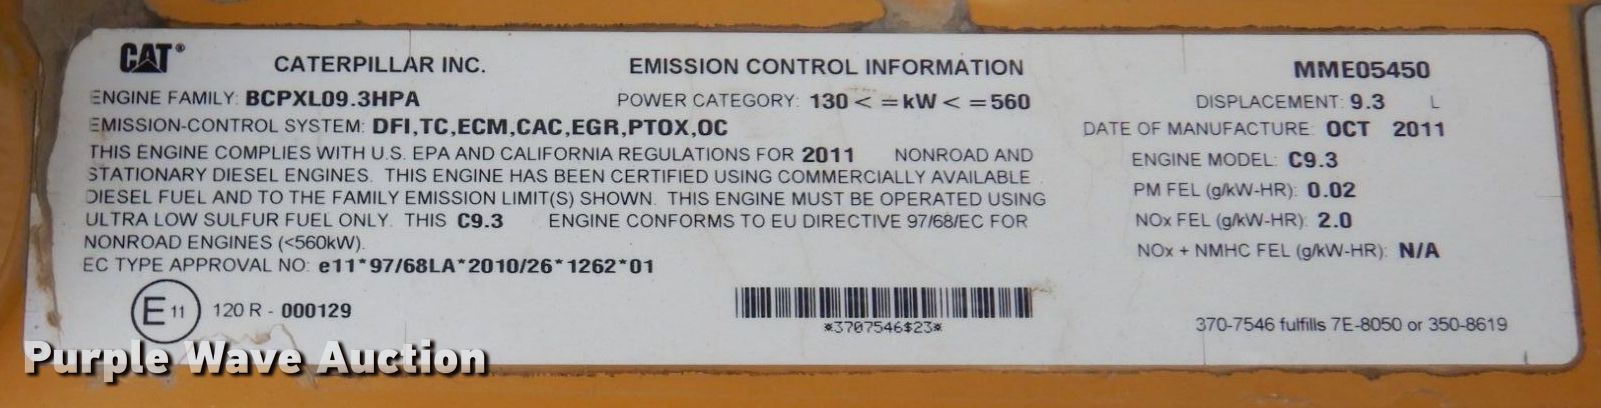 CAT®
CATERPILLAR INC. EMISSION CONTROL INFORMATION MME05450
ENGINE FAMILY: BCPXL09.3HPA POWER CATEGORY: 130 < =kW < =560 DISPLACEMENT: 9.3 L
EMISSION-CONTROL SYSTEM: DFI,TC,ECM,CAC,EGR,PTOX,OC DATE OF MANUFACTURE: OCT 2011
THIS ENGINE COMPLIES WITH U.S. EPA AND CALIFORNIA REGULATIONS FOR 2011 NONROAD AND
STATIONARY DIESEL ENGINES. THIS ENGINE HAS BEEN CERTIFIED USING COMMERCIALLY AVAILABLE
DIESEL FUEL AND TO THE FAMILY EMISSION LIMIT(S) SHOWN. THIS ENGINE MUST BE OPERATED USING
ULTRA LOW SULFUR FUEL ONLY. THIS C9.3 ENGINE CONFORMS TO EU DIRECTIVE 97/68/EC FOR
NONROAD ENGINES (<560kW).
EC TYPE APPROVAL NO: e11*97/68LA*2010/26*1262*01
ENGINE MODEL: C9.3
PM FEL (g/kW-HR): 0.02
NOx FEL (g/kW-HR): 2.0
NOx + NMHC FEL (g/kW-HR): N/A
E 11 120 R - 000129
*3707546$23*
370-7546 fulfills 7E-8050 or 350-8619
Purple Wave Auction